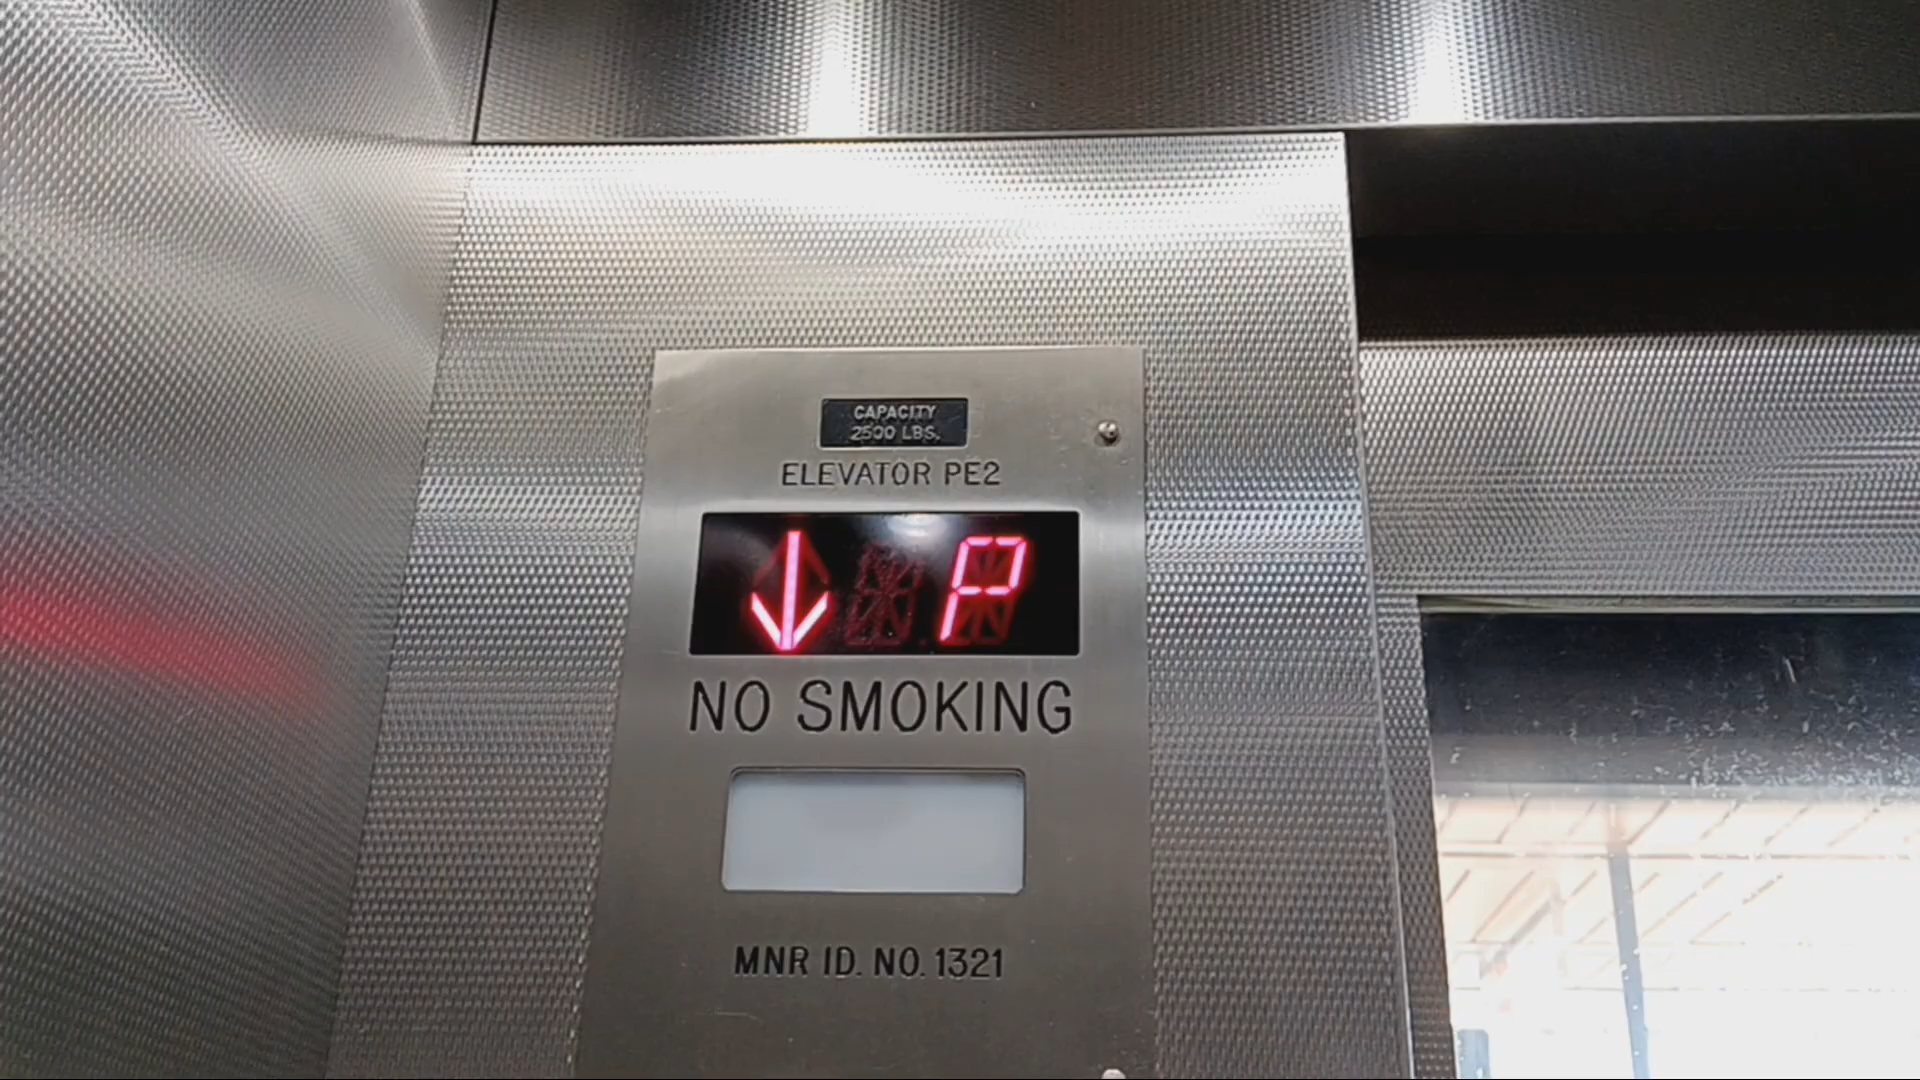 CAPACITY
2500 LBS.
ELEVATOR PE2
↓ P
NO SMOKING
MNR ID. NO. 1321